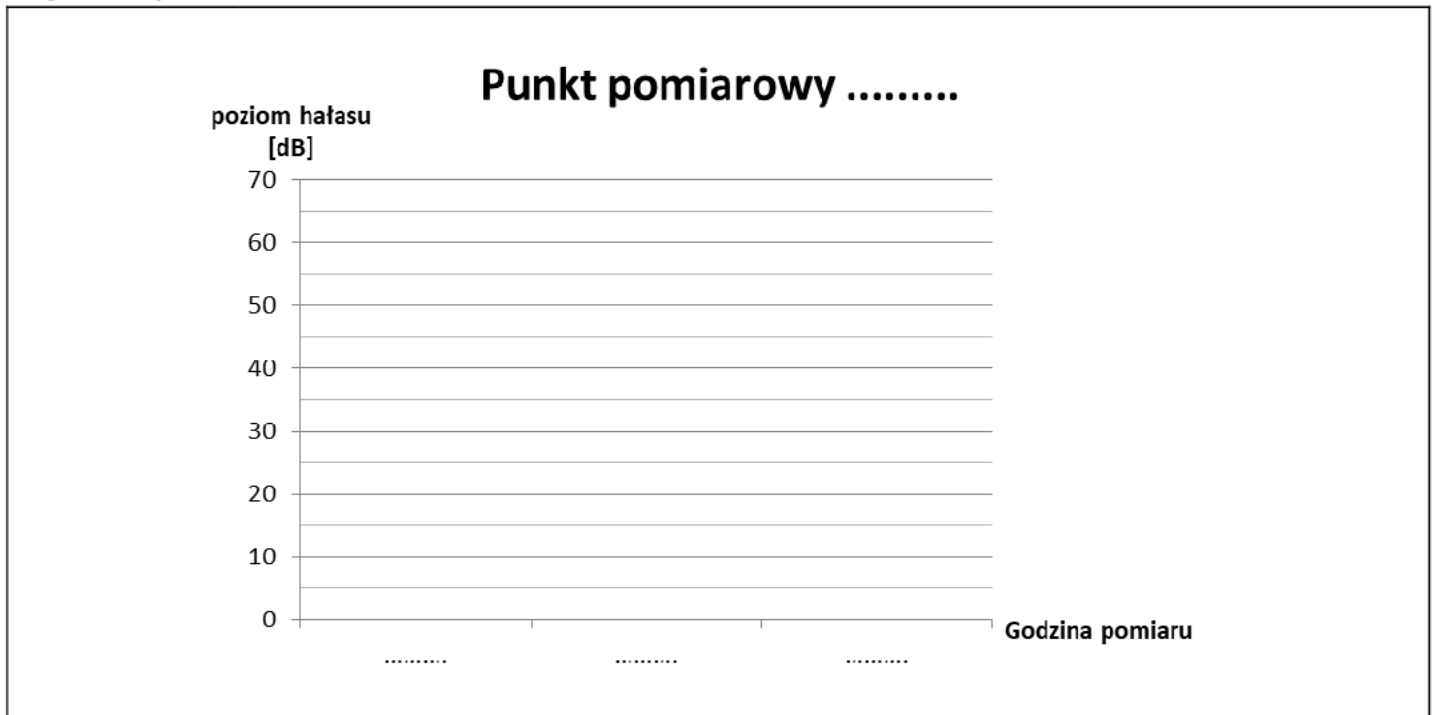 Punkt pomiarowy .........
poziom hałasu
[dB]
70
60
50
40
30
20
10
0
Godzina pomiaru
.......... .......... ..........